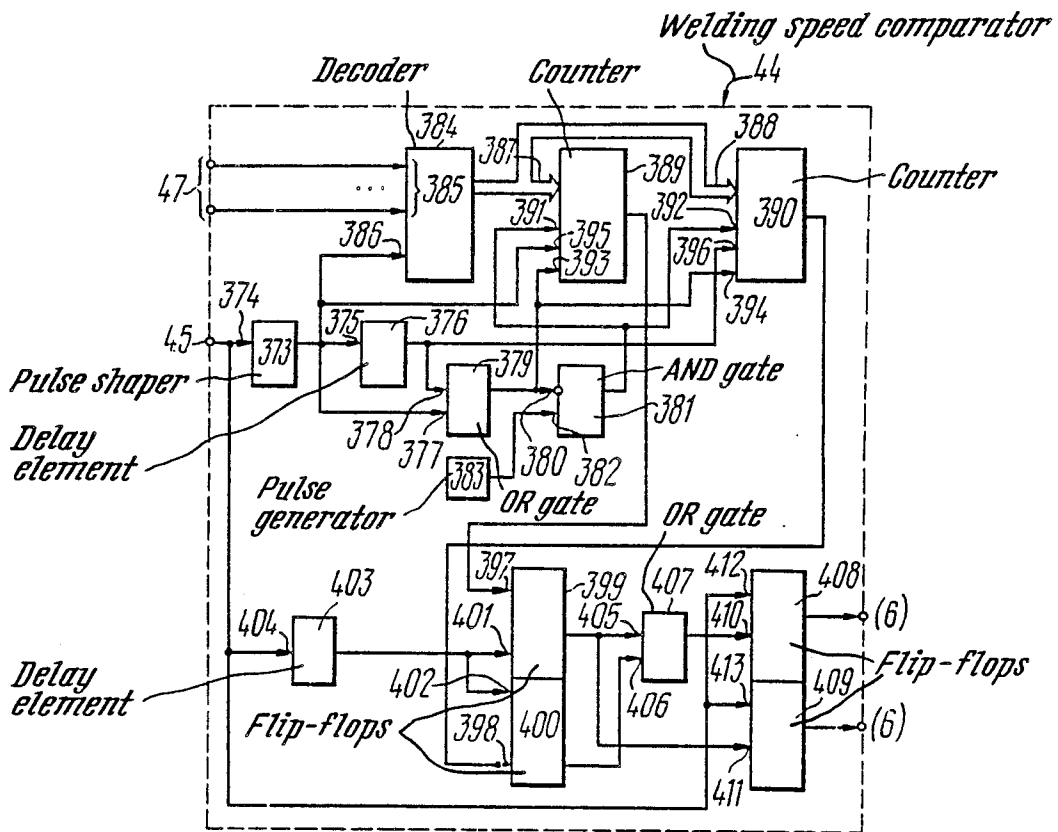 Welding speed comparator
44
Decoder
Counter
384
387
388
47
...
385
389
390
Counter
391
392
386
395
393
396
394
374
375
376
45
373
379
AND gate
Pulse shaper
381
378
377
380
382
Delay
element
383
Pulse
generator
OR gate
OR gate
397
399
407
412
408
403
401
405
410
(6)
404
402
406
413
Flip-flops
Delay
element
409
Flip-flops
398
400
(6)
411